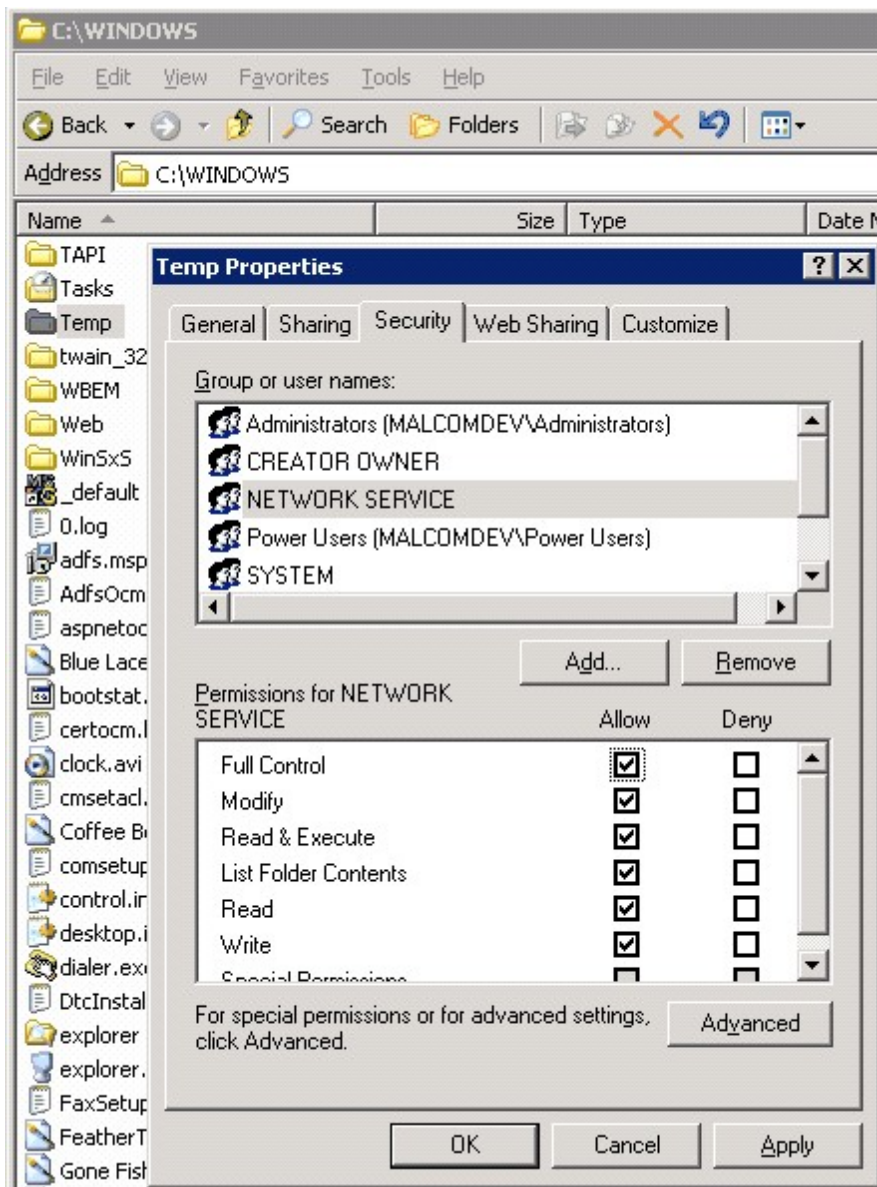 C:\WINDOWS
File Edit View Favorites Tools Help
Back Search Folders
Address C:\WINDOWS
Name Size Type Date
TAPI
Tasks
Temp
twain_32
WBEM
Web
WinSxS
_default
0.log
adfs.msp
AdfsOcm
aspnetoc
Blue Lace
bootstat.
certocm.l
clock.avi
cmsetacl.
Coffee B
comsetup
control.in
desktop.i
dialer.exe
DtcInstal
explorer
explorer.
FaxSetup
FeatherT
Gone Fish
Temp Properties
General Sharing Security Web Sharing Customize
Group or user names:
Administrators (MALCOMDEV\Administrators)
CREATOR OWNER
NETWORK SERVICE
Power Users (MALCOMDEV\Power Users)
SYSTEM
Add... Remove
Permissions for NETWORK
SERVICE Allow Deny
Full Control
Modify
Read & Execute
List Folder Contents
Read
Write
Special Permissions
For special permissions or for advanced settings,
click Advanced.
Advanced
OK Cancel Apply